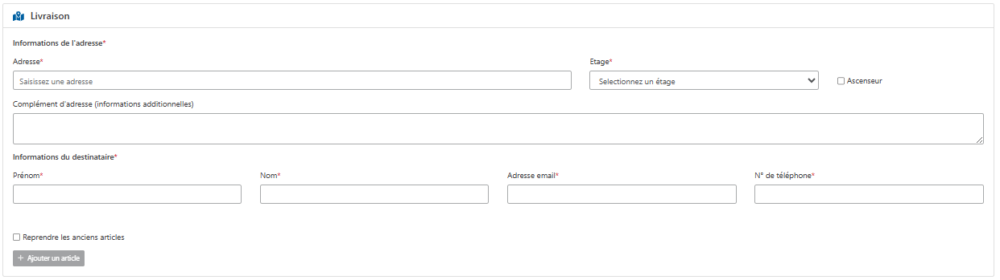 Livraison
Informations de l'adresse*
Adresse* Etage*
Saisissez une adresse Selectionnez un étage Ascenseur
Complément d'adresse (informations additionnelles)
Informations du destinataire*
Prénom* Nom* Adresse email* N° de téléphone*
Reprendre les anciens articles
+ Ajouter un article